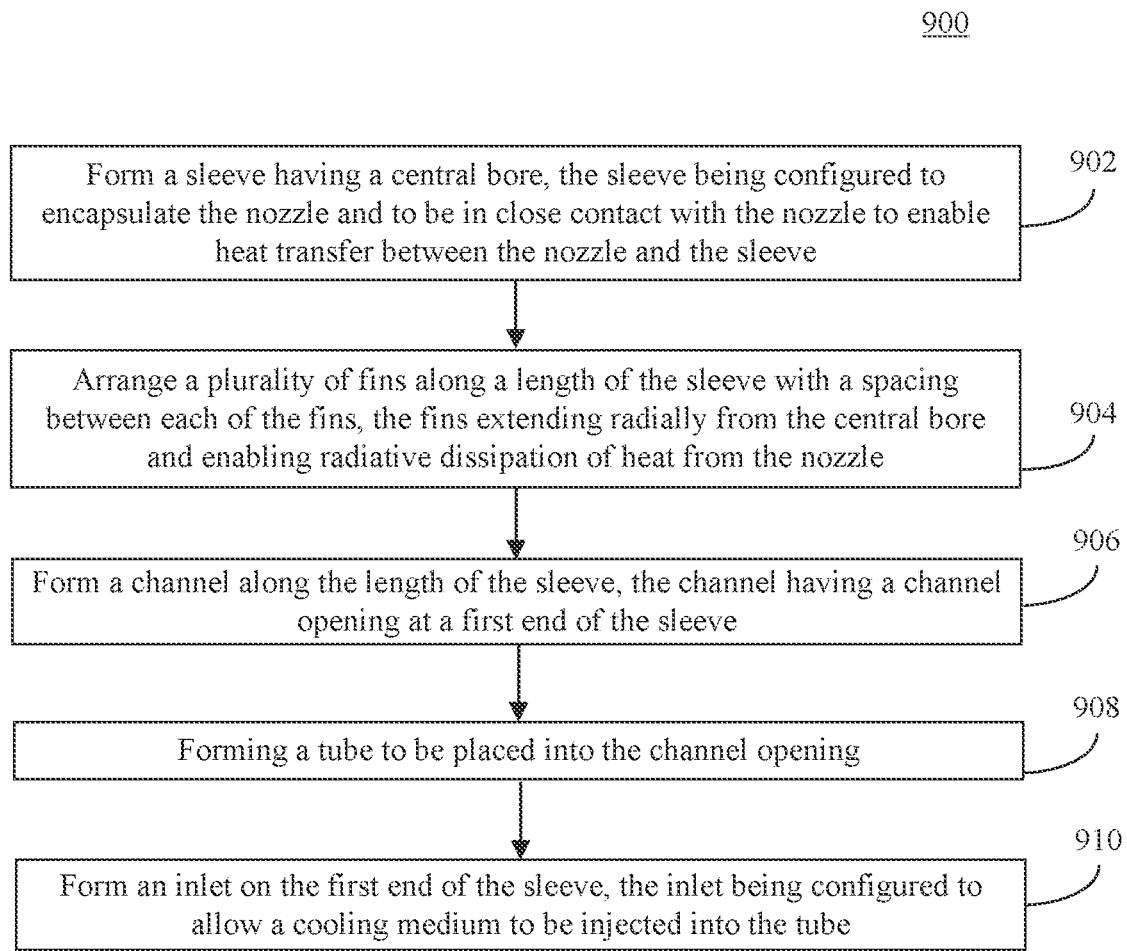 900
Form a sleeve having a central bore, the sleeve being configured to
encapsulate the nozzle and to be in close contact with the nozzle to enable
heat transfer between the nozzle and the sleeve
902
Arrange a plurality of fins along a length of the sleeve with a spacing
between each of the fins, the fins extending radially from the central bore
and enabling radiative dissipation of heat from the nozzle
904
Form a channel along the length of the sleeve, the channel having a channel
opening at a first end of the sleeve
906
Forming a tube to be placed into the channel opening
908
Form an inlet on the first end of the sleeve, the inlet being configured to
allow a cooling medium to be injected into the tube
910